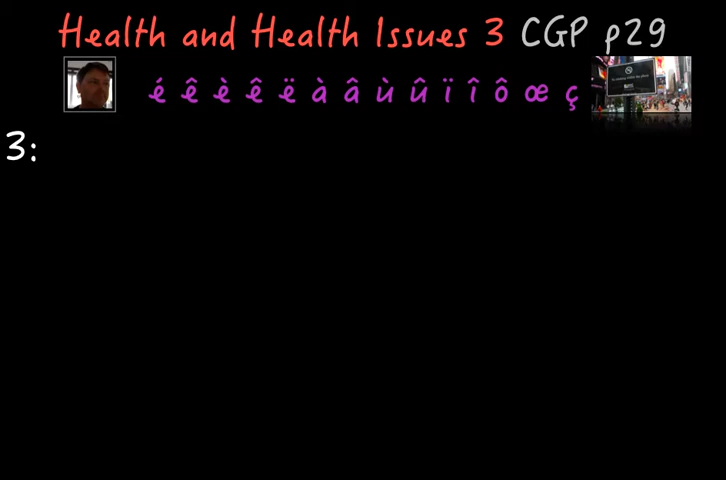 Health and Health Issues 3 CGP p29
é ê è ê ë à â ù û ï î ô œ ç
3: